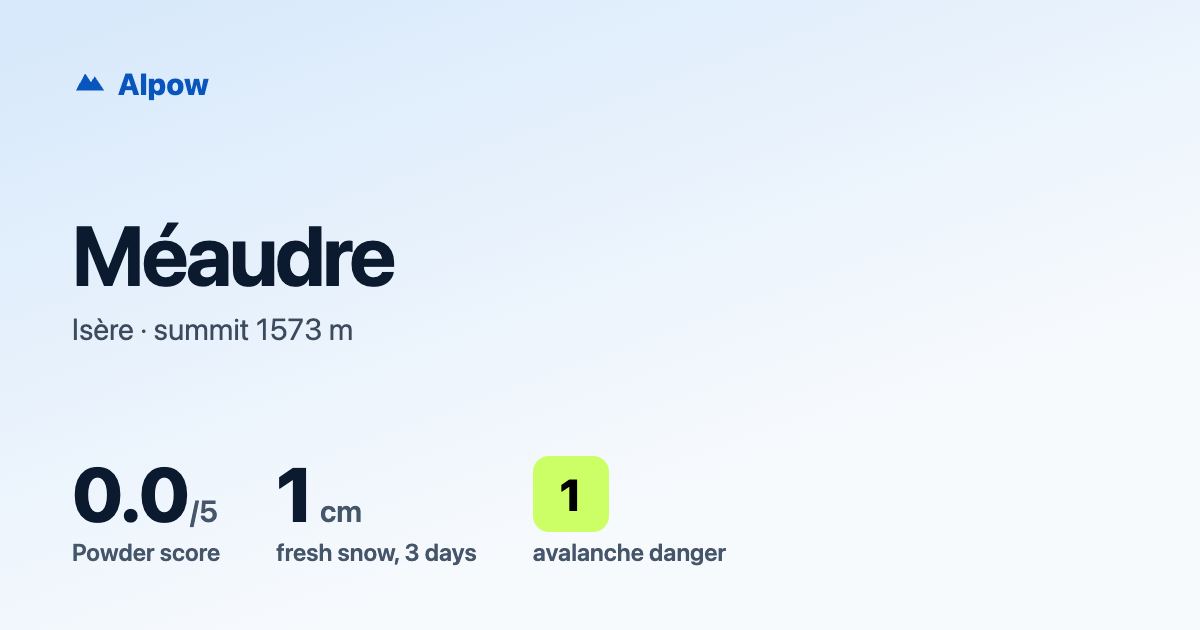 Alpow
Méaudre
Isère · summit 1573 m
0.0/5
Powder score
1 cm
fresh snow, 3 days
1
avalanche danger